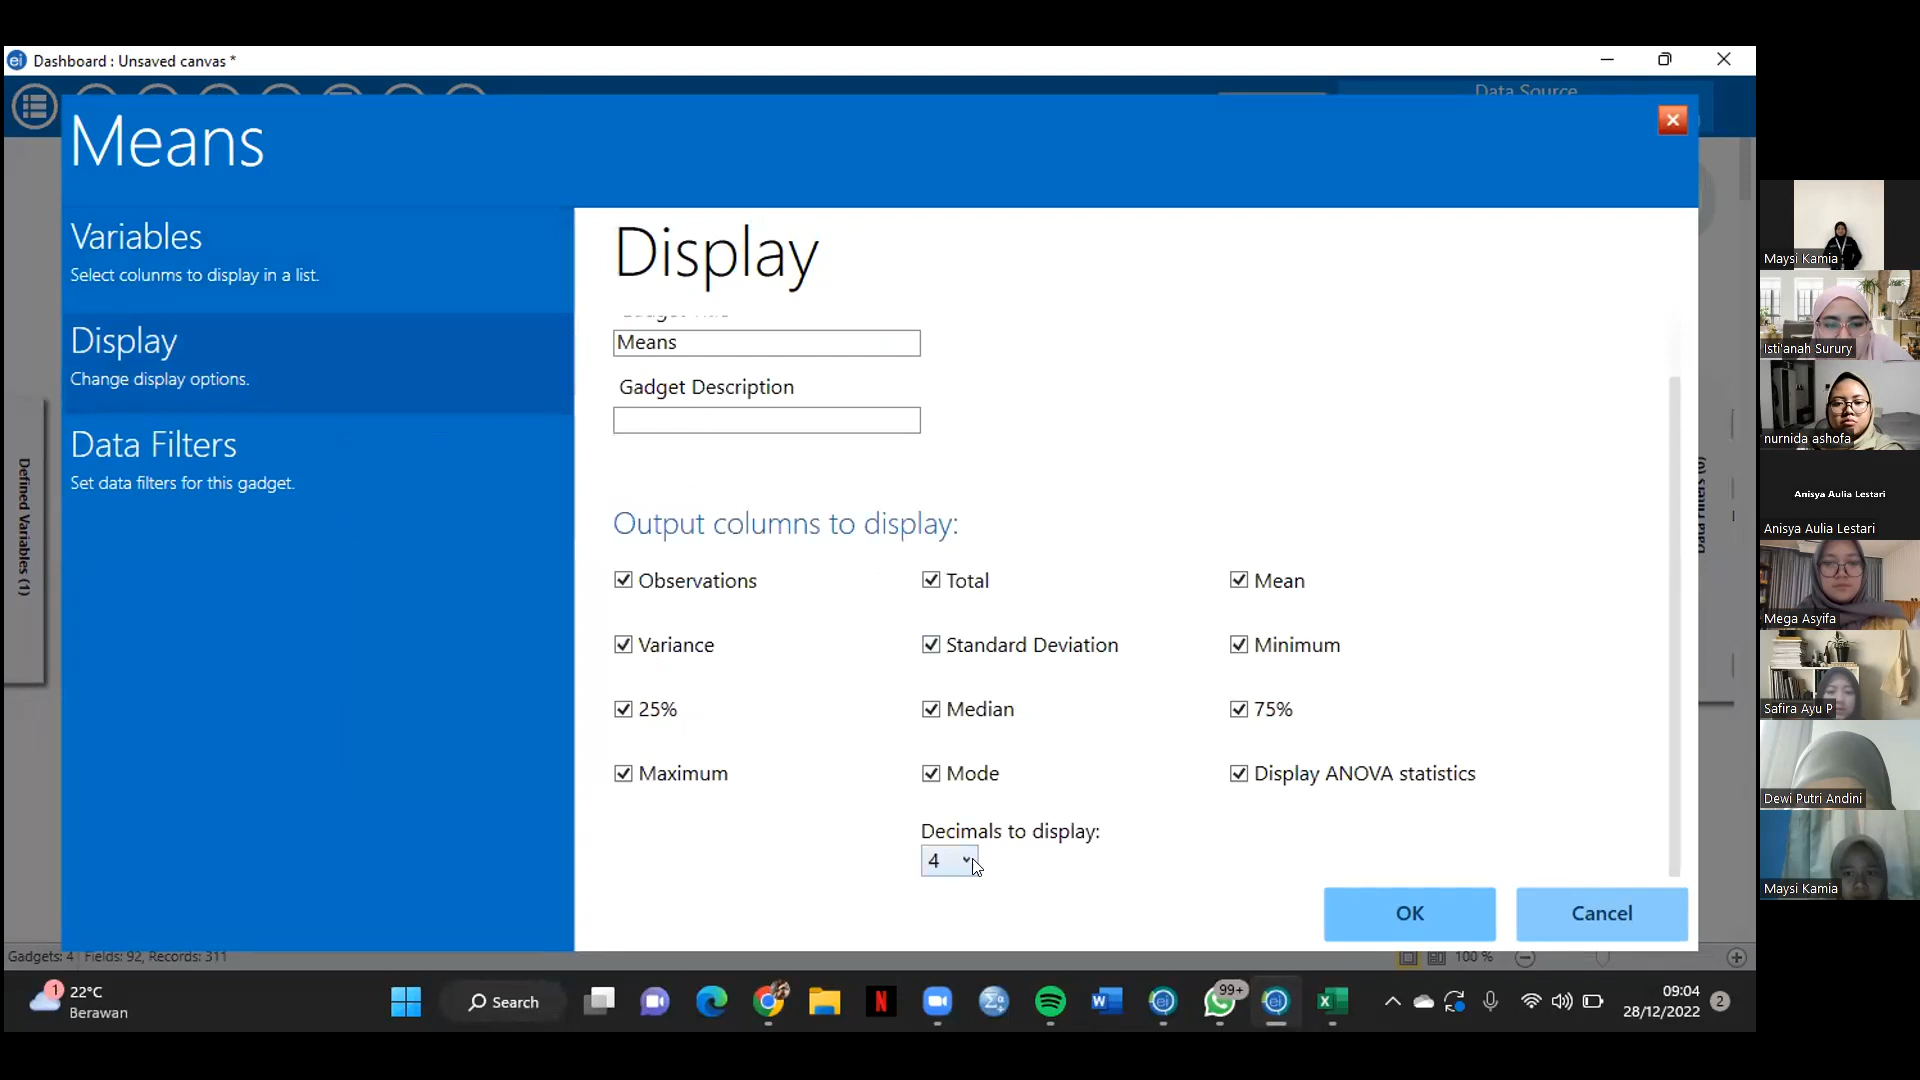 Dashboard : Unsaved canvas *
Data Source
Means
Variables
Select colunms to display in a list.
Display
Change display options.
Data Filters
Set data filters for this gadget.
Defined Variables (1)
Display
Means
Gadget Description
Output columns to display:
Observations
Total
Mean
Variance
Standard Deviation
Minimum
25%
Median
75%
Maximum
Mode
Display ANOVA statistics
Decimals to display:
4
OK
Cancel
Gadgets: 4 Fields: 92, Records: 311
100 %
1
22°C
Berawan
Search
99+
09:04
28/12/2022
2
Maysi Kamia
Isti'anah Surury
nurnida ashofa
Anisya Aulia Lestari
Anisya Aulia Lestari
Mega Asyifa
Safira Ayu P
Dewi Putri Andini
Maysi Kamia